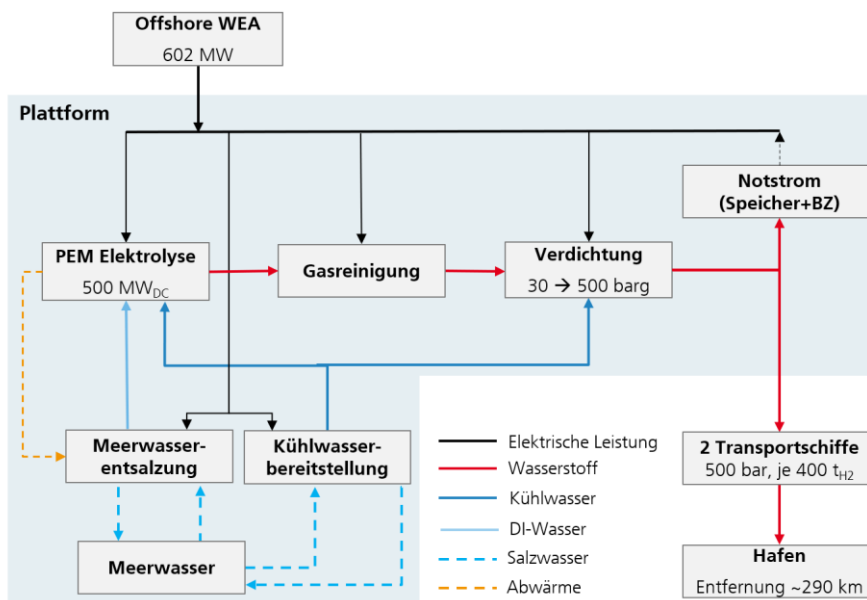 Offshore WEA
602 MW
Plattform
Notstrom
(Speicher+BZ)
PEM Elektrolyse
500 MWDC
Gasreinigung
Verdichtung
30 → 500 barg
Meerwasser-
entsalzung
Kühlwasser-
bereitstellung
Meerwasser
Elektrische Leistung
Wasserstoff
Kühlwasser
DI-Wasser
Salzwasser
Abwärme
2 Transportschiffe
500 bar, je 400 tH2
Hafen
Entfernung ~290 km